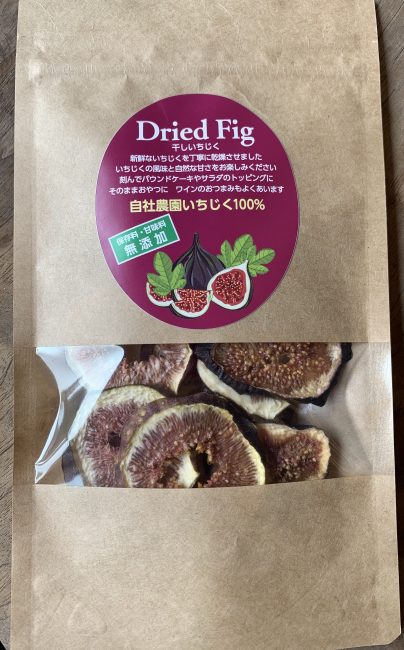 Dried Fig
干しいちじく
新鮮ないちじくを丁寧に乾燥させました
いちじくの風味と自然な甘さをお楽しみください
刻んでパウンドケーキやサラダのトッピングに
そのままおやつに　ワインのおつまみもよくあいます
自社農園いちじく100%
保存料・甘味料
無添加